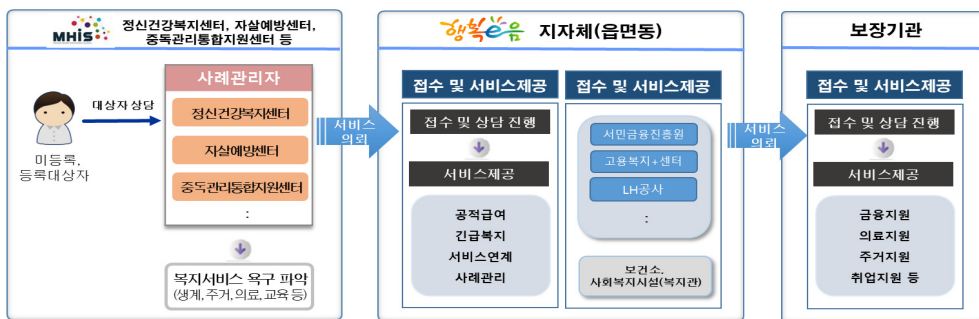 MHIS
정신건강복지센터, 자살예방센터,
중독관리통합지원센터 등
대상자 상담
미등록,
등록대상자
사례관리자
정신건강복지센터
자살예방센터
중독관리통합지원센터
:
복지서비스 욕구 파악
(생계, 주거, 의료, 교육 등)
서비스
의뢰
행복e음 지자체(읍면동)
접수 및 서비스제공
접수 및 상담 진행
서비스제공
공적급여
긴급복지
서비스연계
사례관리
접수 및 서비스제공
서민금융진흥원
고용복지+센터
LH공사
:
보건소.
사회복지시설(복지관)
서비스
의뢰
보장기관
접수 및 서비스제공
접수 및 상담 진행
서비스제공
금융지원
의료지원
주거지원
취업지원 등